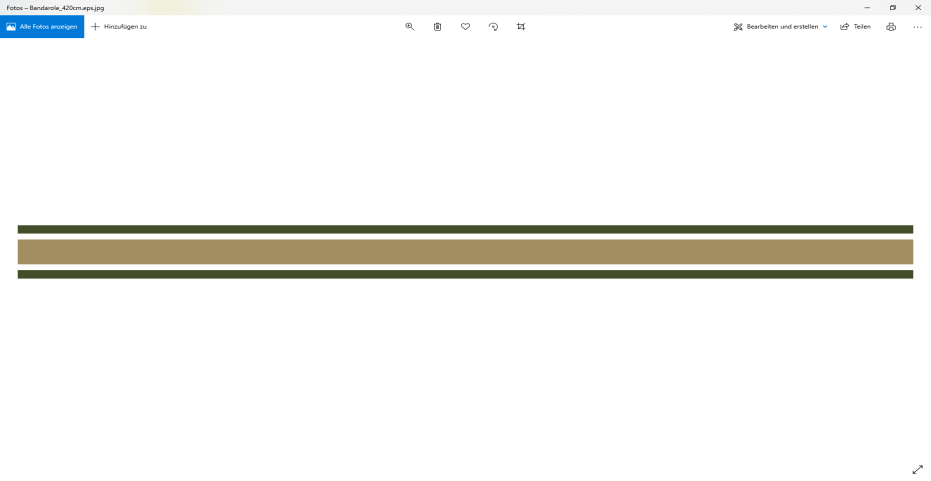 Fotos – Bandarole_420cm.eps.jpg
Alle Fotos anzeigen
Hinzufügen zu
Bearbeiten und erstellen
Teilen